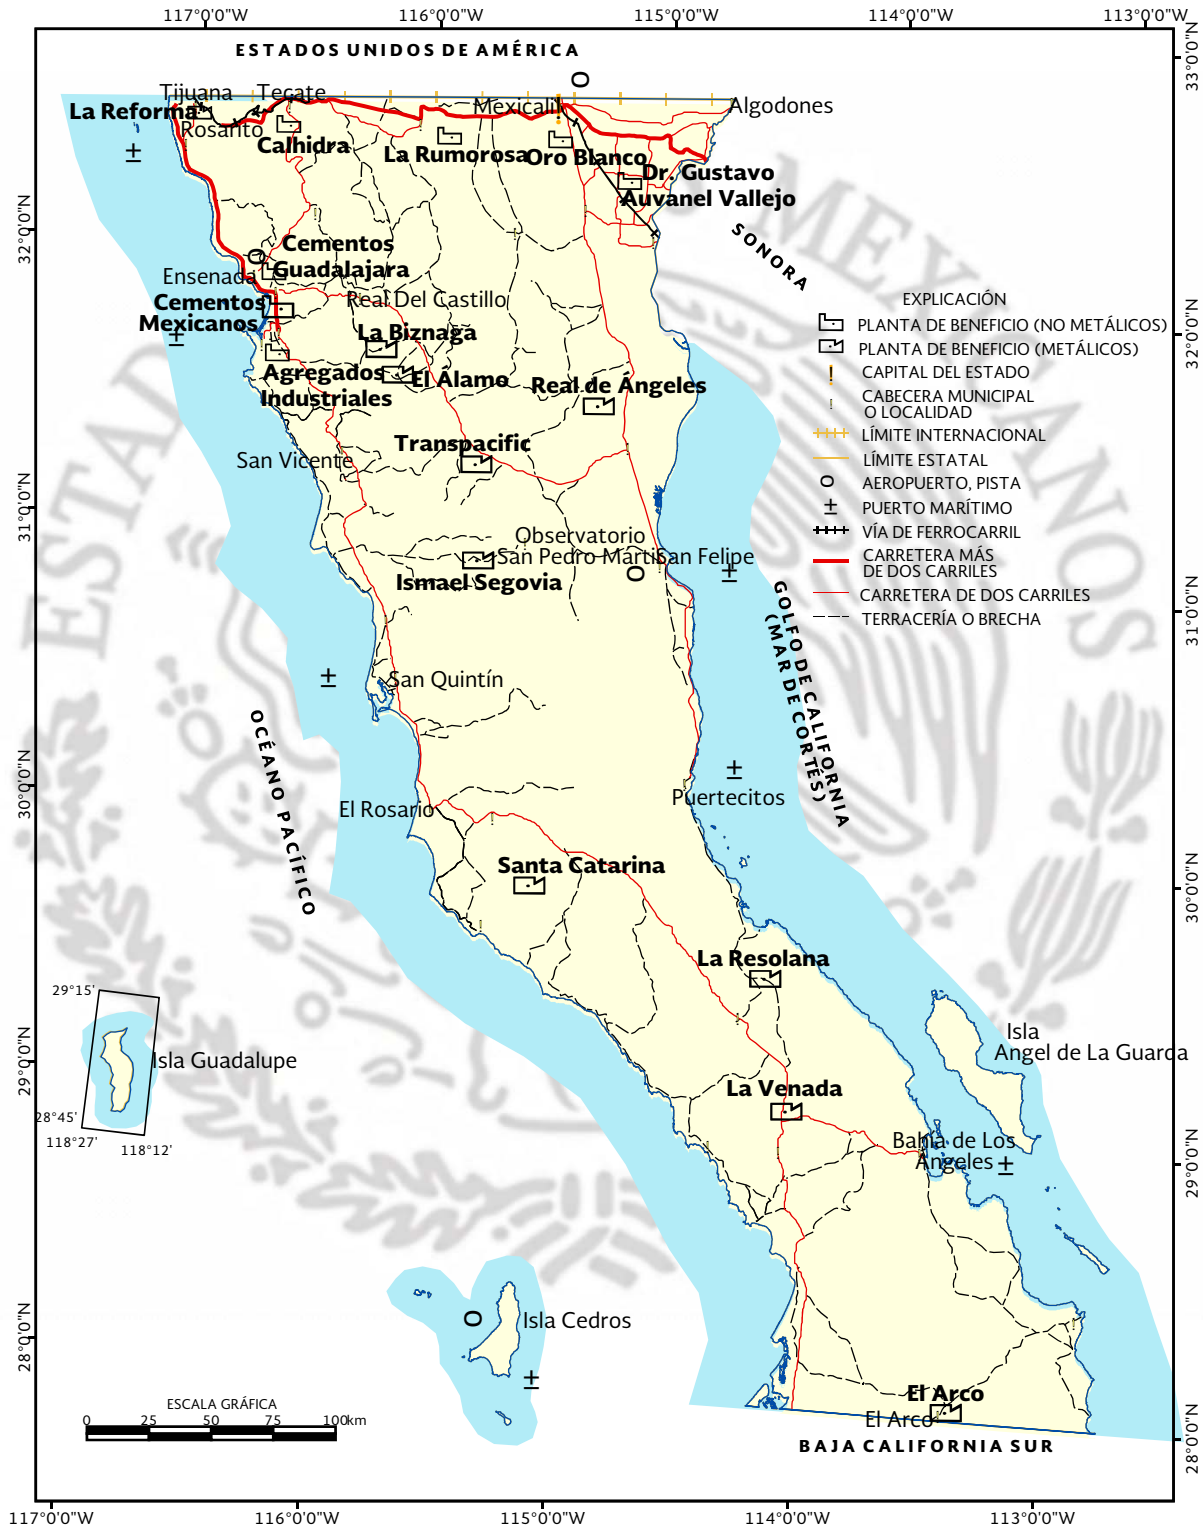 117°0'0"W
116°0'0"W
115°0'0"W
114°0'0"W
113°0'0"W
ESTADOS UNIDOS DE AMÉRICA
33°0'0"N
Tijuana
Tecate
Mexicali
Algodones
La Reforma
Rosarito
Calhidra
La Rumorosa
Oro Blanco
Dr. Gustavo
Auvanel Vallejo
32°0'0"N
SONORA
Cementos
Guadalajara
Ensenada
Cementos
Mexicanos
Real Del Castillo
La Biznaga
32°0'0"N
EXPLICACIÓN
PLANTA DE BENEFICIO (NO METÁLICOS)
PLANTA DE BENEFICIO (METÁLICOS)
CAPITAL DEL ESTADO
CABECERA MUNICIPAL
O LOCALIDAD
LÍMITE INTERNACIONAL
LÍMITE ESTATAL
AEROPUERTO, PISTA
PUERTO MARÍTIMO
VÍA DE FERROCARRIL
CARRETERA MÁS
DE DOS CARRILES
CARRETERA DE DOS CARRILES
TERRACERÍA O BRECHA
Agregados
Industriales
El Álamo
Real de Ángeles
Transpacific
San Vicente
31°0'0"N
Observatorio
San Pedro Mártir
San Felipe
Ismael Segovia
31°0'0"N
GOLFO DE CALIFORNIA
(MAR DE CORTÉS)
San Quintín
OCÉANO PACÍFICO
30°0'0"N
El Rosario
Puertecitos
Santa Catarina
30°0'0"N
La Resolana
29°15'
Isla Guadalupe
28°45'
118°27'
118°12'
29°0'0"N
Isla
Angel de La Guarda
La Venada
Bahía de Los
Ángeles
29°0'0"N
Isla Cedros
28°0'0"N
El Arco
El Arco
BAJA CALIFORNIA SUR
28°0'0"N
ESCALA GRÁFICA
0 25 50 75 100km
117°0'0"W
116°0'0"W
115°0'0"W
114°0'0"W
113°0'0"W
ESTADOS
MEXICANOS